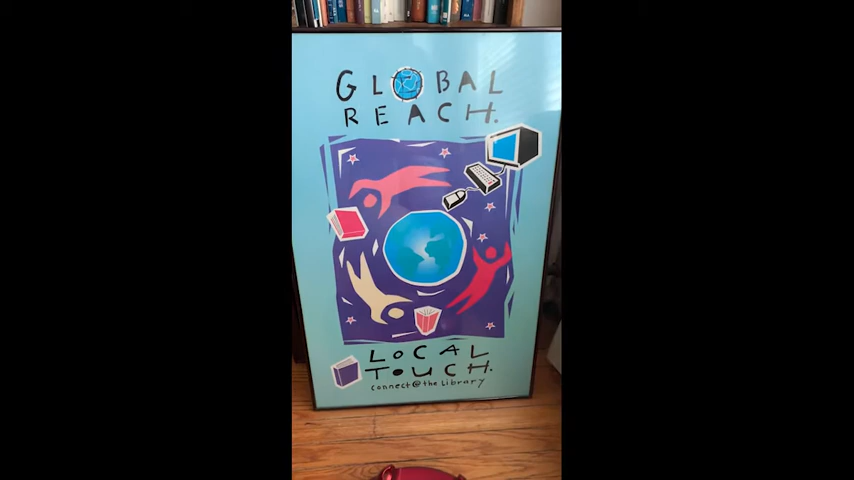 GLOBAL
REACH.
LOCAL
TOUCH.
connect@the library